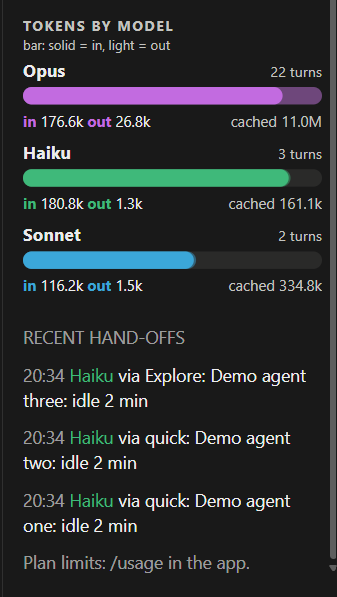 TOKENS BY MODEL
bar: solid = in, light = out
Opus 22 turns
in 176.6k out 26.8k cached 11.0M
Haiku 3 turns
in 180.8k out 1.3k cached 161.1k
Sonnet 2 turns
in 116.2k out 1.5k cached 334.8k
RECENT HAND-OFFS
20:34 Haiku via Explore: Demo agent
three: idle 2 min
20:34 Haiku via quick: Demo agent
two: idle 2 min
20:34 Haiku via quick: Demo agent
one: idle 2 min
Plan limits: /usage in the app.